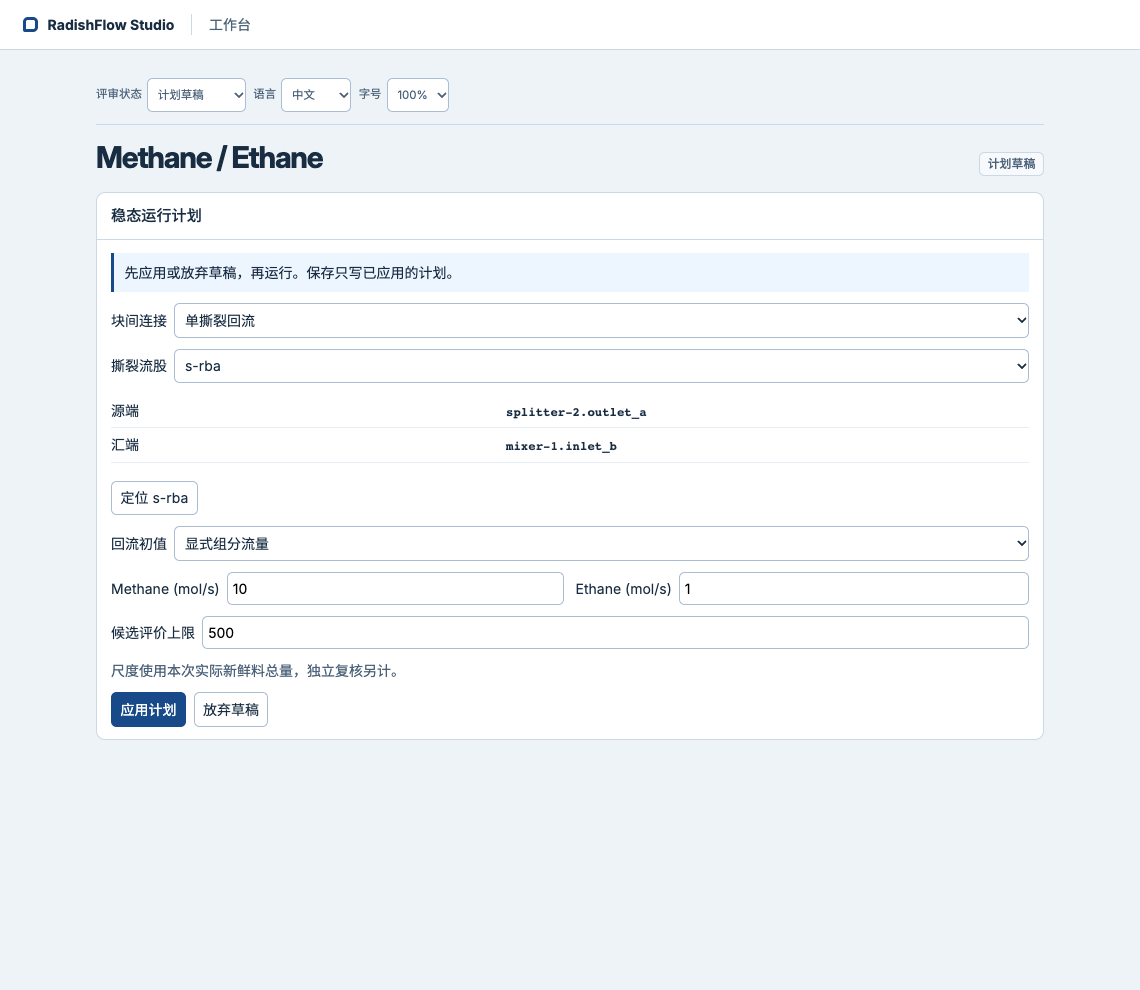 RadishFlow Studio 工作台
评审状态 计划草稿 语言 中文 字号 100%
Methane / Ethane
计划草稿
稳态运行计划
先应用或放弃草稿，再运行。保存只写已应用的计划。
块间连接 单撕裂回流
撕裂流股 s-rba
源端 splitter-2.outlet_a
汇端 mixer-1.inlet_b
定位 s-rba
回流初值 显式组分流量
Methane (mol/s) 10 Ethane (mol/s) 1
候选评价上限 500
尺度使用本次实际新鲜料总量，独立复核另计。
应用计划 放弃草稿